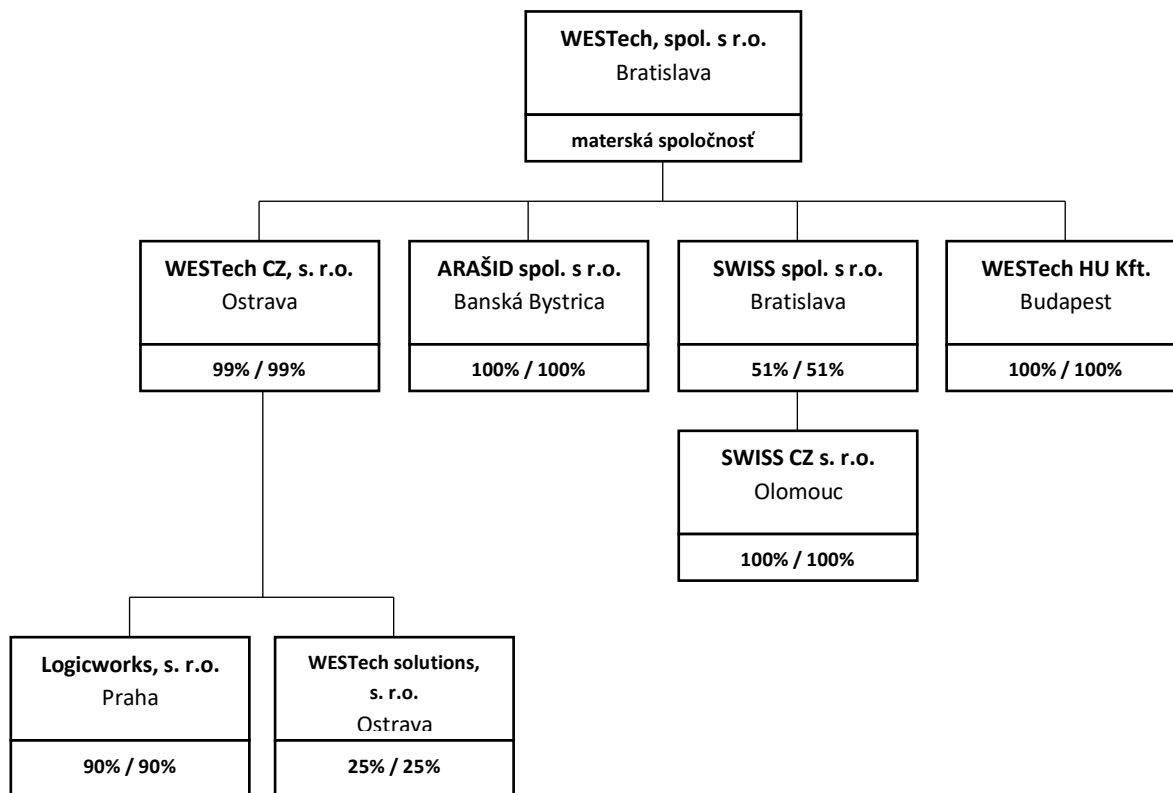 WESTech, spol. s r.o.
Bratislava
materská spoločnosť
WESTech CZ, s. r.o.
Ostrava
99% / 99%
ARAŠID spol. s r.o.
Banská Bystrica
100% / 100%
SWISS spol. s r.o.
Bratislava
51% / 51%
WESTech HU Kft.
Budapest
100% / 100%
SWISS CZ s. r.o.
Olomouc
100% / 100%
Logicworks, s. r.o.
Praha
90% / 90%
WESTech solutions,
s. r.o.
Ostrava
25% / 25%